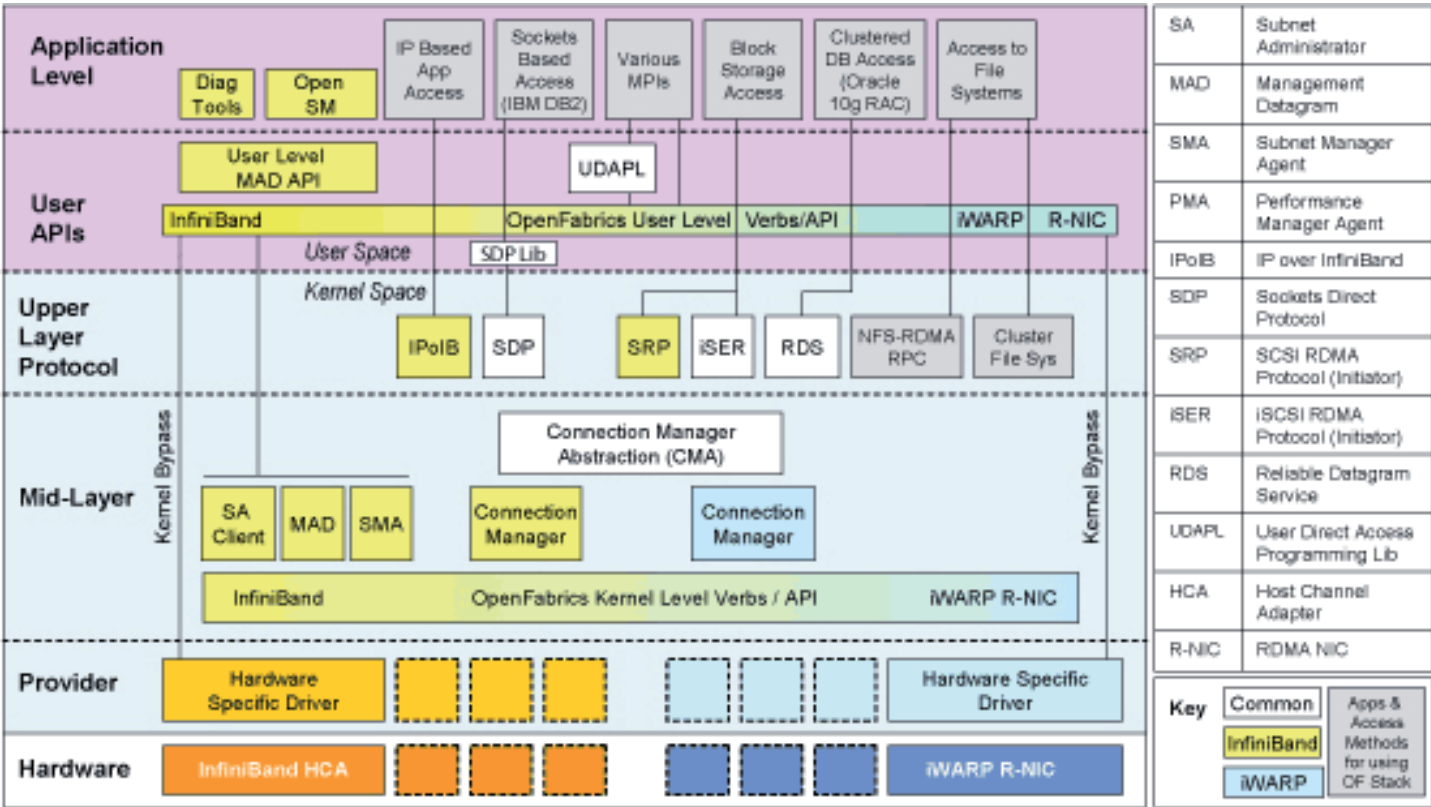 Application
Level
Diag
Tools
Open
SM
IP Based
App
Access
Sockets
Based
Access
(IBM DB2)
Various
MPIs
Block
Storage
Access
Clustered
DB Access
(Oracle
10g RAC)
Access to
File
Systems
User
APIs
User Level
MAD API
UDAPL
InfiniBand
OpenFabrics User Level Verbs/API
iWARP R-NIC
User Space
SDP Lib
Kernel Space
Upper
Layer
Protocol
IPoIB
SDP
SRP
iSER
RDS
NFS-RDMA
RPC
Cluster
File Sys
Mid-Layer
Kernel Bypass
Connection Manager
Abstraction (CMA)
SA
Client
MAD
SMA
Connection
Manager
Connection
Manager
Kernel Bypass
InfiniBand
OpenFabrics Kernel Level Verbs / API
iWARP R-NIC
Provider
Hardware
Specific Driver
Hardware Specific
Driver
Hardware
InfiniBand HCA
iWARP R-NIC
SA
Subnet
Administrator
MAD
Management
Datagram
SMA
Subnet Manager
Agent
PMA
Performance
Manager Agent
IPoIB
IP over InfiniBand
SDP
Sockets Direct
Protocol
SRP
SCSI RDMA
Protocol (Initiator)
iSER
iSCSI RDMA
Protocol (Initiator)
RDS
Reliable Datagram
Service
UDAPL
User Direct Access
Programming Lib
HCA
Host Channel
Adapter
R-NIC
RDMA NIC
Key
Common
InfiniBand
iWARP
Apps &
Access
Methods
for using
OF Stack